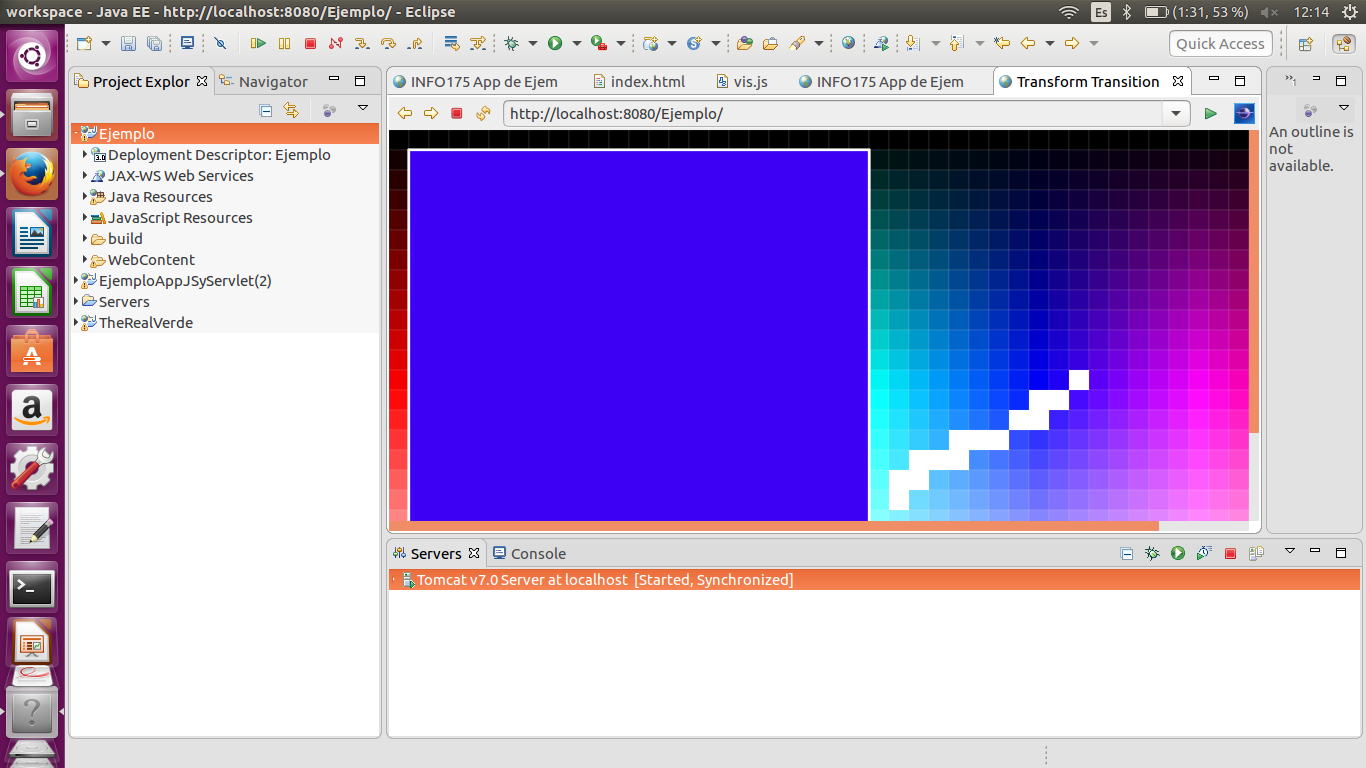 workspace - Java EE - http://localhost:8080/Ejemplo/ - Eclipse
Es
(1:31, 53 %)
12:14
Quick Access
Project Explor
Navigator
Ejemplo
Deployment Descriptor: Ejemplo
JAX-WS Web Services
Java Resources
JavaScript Resources
build
WebContent
EjemploAppJSyServlet(2)
Servers
TheRealVerde
INFO175 App de Ejem
index.html
vis.js
INFO175 App de Ejem
Transform Transition
http://localhost:8080/Ejemplo/
An outline is
not
available.
Servers
Console
Tomcat v7.0 Server at localhost [Started, Synchronized]